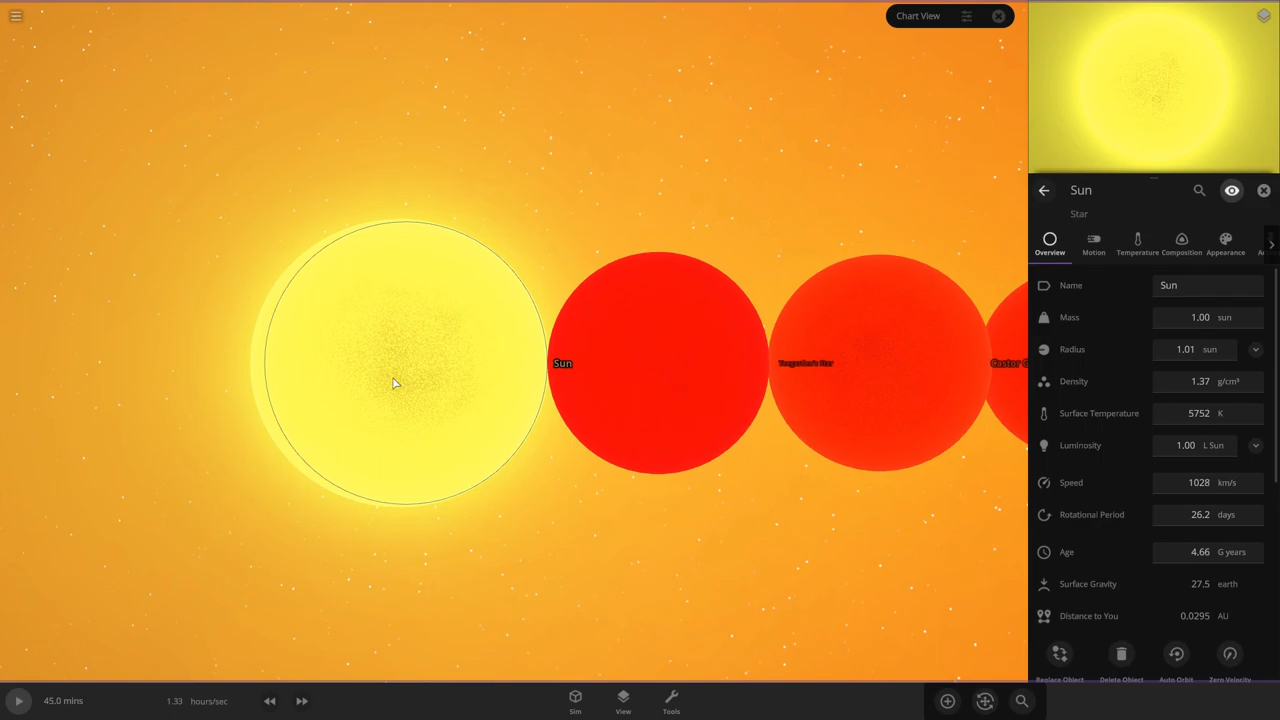 Chart View
Sun
Teegarden's Star
Castor C
Sun
Star
Overview
Motion
Temperature
Composition
Appearance
Name
Sun
Mass
1.00 sun
Radius
1.01 sun
Density
1.37 g/cm³
Surface Temperature
5752 K
Luminosity
1.00 L Sun
Speed
1028 km/s
Rotational Period
26.2 days
Age
4.66 G years
Surface Gravity
27.5 earth
Distance to You
0.0295 AU
Replace Object
Delete Object
Auto Orbit
Zero Velocity
45.0 mins
1.33 hours/sec
Sim
View
Tools